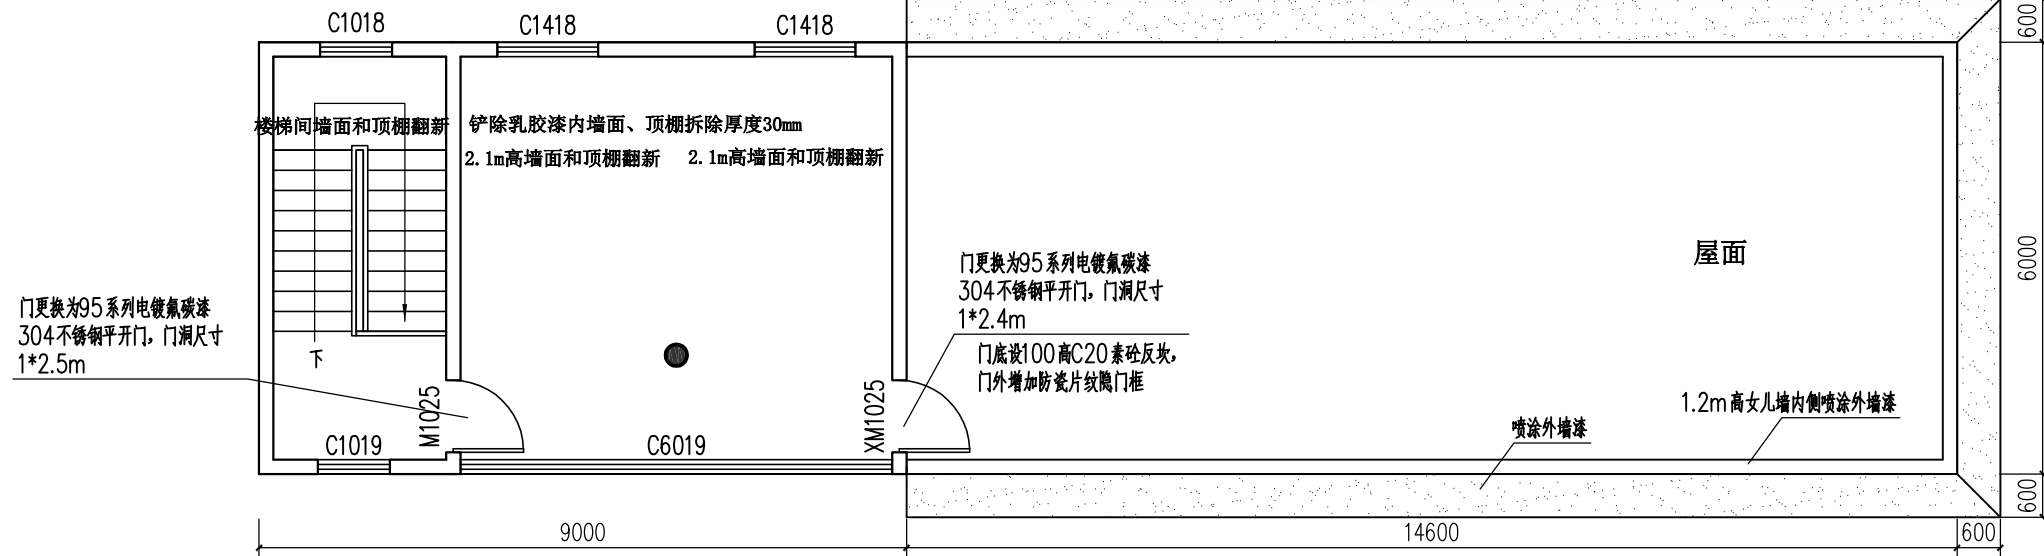 C1018
C1418
C1418
600
楼梯间墙面和顶棚翻新
铲除乳胶漆内墙面、顶棚拆除厚度30mm
2.1m高墙面和顶棚翻新
2.1m高墙面和顶棚翻新
屋面
6000
门更换为95系列电镀氟碳漆
304不锈钢平开门，门洞尺寸
1*2.4m
门底设100高C20素砼反坎，
门外增加防瓷片纹隐门框
门更换为95系列电镀氟碳漆
304不锈钢平开门，门洞尺寸
1*2.5m
下
M1025
XM1025
1.2m高女儿墙内侧喷涂外墙漆
喷涂外墙漆
C1019
C6019
600
9000
14600
600